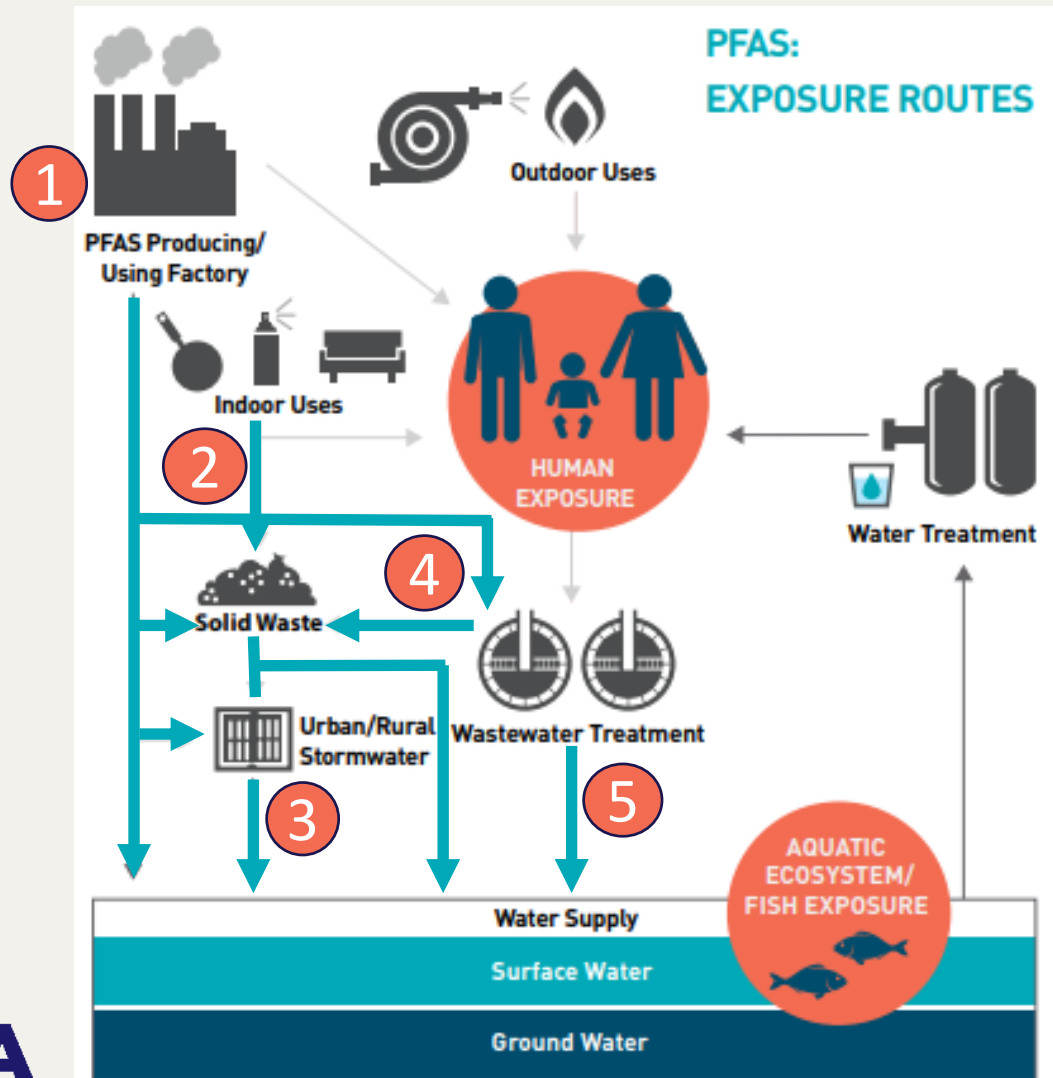 PFAS:
EXPOSURE ROUTES
Outdoor Uses
1
PFAS Producing/
Using Factory
Indoor Uses
2
HUMAN
EXPOSURE
Water Treatment
4
Solid Waste
Urban/Rural
Stormwater
Wastewater Treatment
3
5
AQUATIC
ECOSYSTEM/
FISH EXPOSURE
Water Supply
Surface Water
Ground Water
A